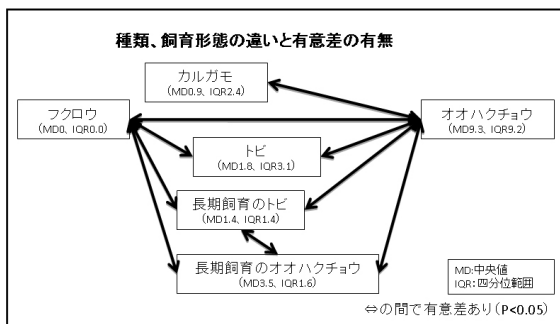 種類、飼育形態の違いと有意差の有無
カルガモ
(MD0.9、IQR2.4)
フクロウ
(MD0、IQR0.0)
オオハクチョウ
(MD9.3、IQR9.2)
トビ
(MD1.8、IQR3.1)
長期飼育のトビ
(MD1.4、IQR1.4)
長期飼育のオオハクチョウ
(MD3.5、IQR1.6)
MD:中央値
IQR:四分位範囲
⇔の間で有意差あり(P<0.05)